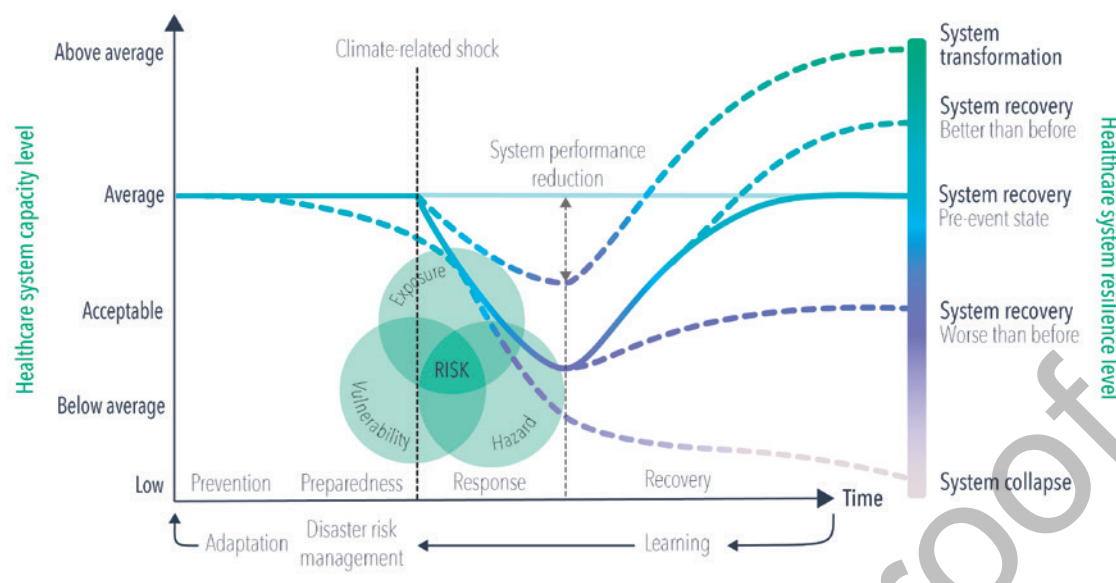 Above average
Climate-related shock
System
transformation
System recovery
Better than before
System performance
reduction
Average
System recovery
Pre-event state
Healthcare system capacity level
Healthcare system resilience level
Exposure
Acceptable
System recovery
Worse than before
RISK
Vulnerability
Hazard
Below average
Low
Prevention
Preparedness
Response
Recovery
Time
System collapse
Adaptation
Disaster risk
management
Learning
roof